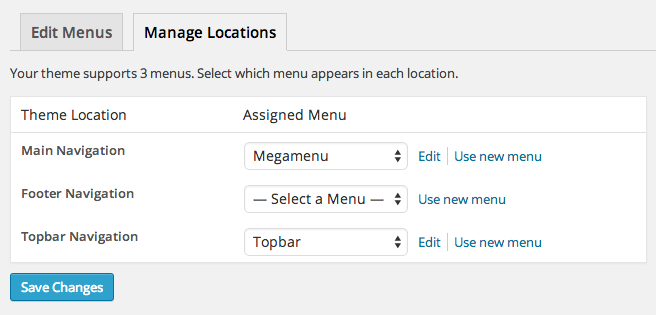 Edit Menus Manage Locations
Your theme supports 3 menus. Select which menu appears in each location.
Theme Location Assigned Menu
Main Navigation Megamenu Edit Use new menu
Footer Navigation — Select a Menu — Use new menu
Topbar Navigation Topbar Edit Use new menu
Save Changes